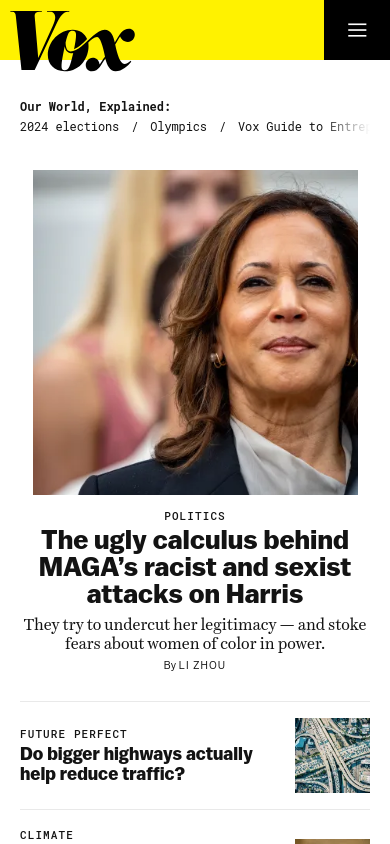 Vox
Our World, Explained:
2024 elections / Olympics / Vox Guide to
POLITICS
The ugly calculus behind
MAGA’s racist and sexist
attacks on Harris
They try to undercut her legitimacy — and stoke
fears about women of color in power.
By LI ZHOU
FUTURE PERFECT
Do bigger highways actually
help reduce traffic?
CLIMATE